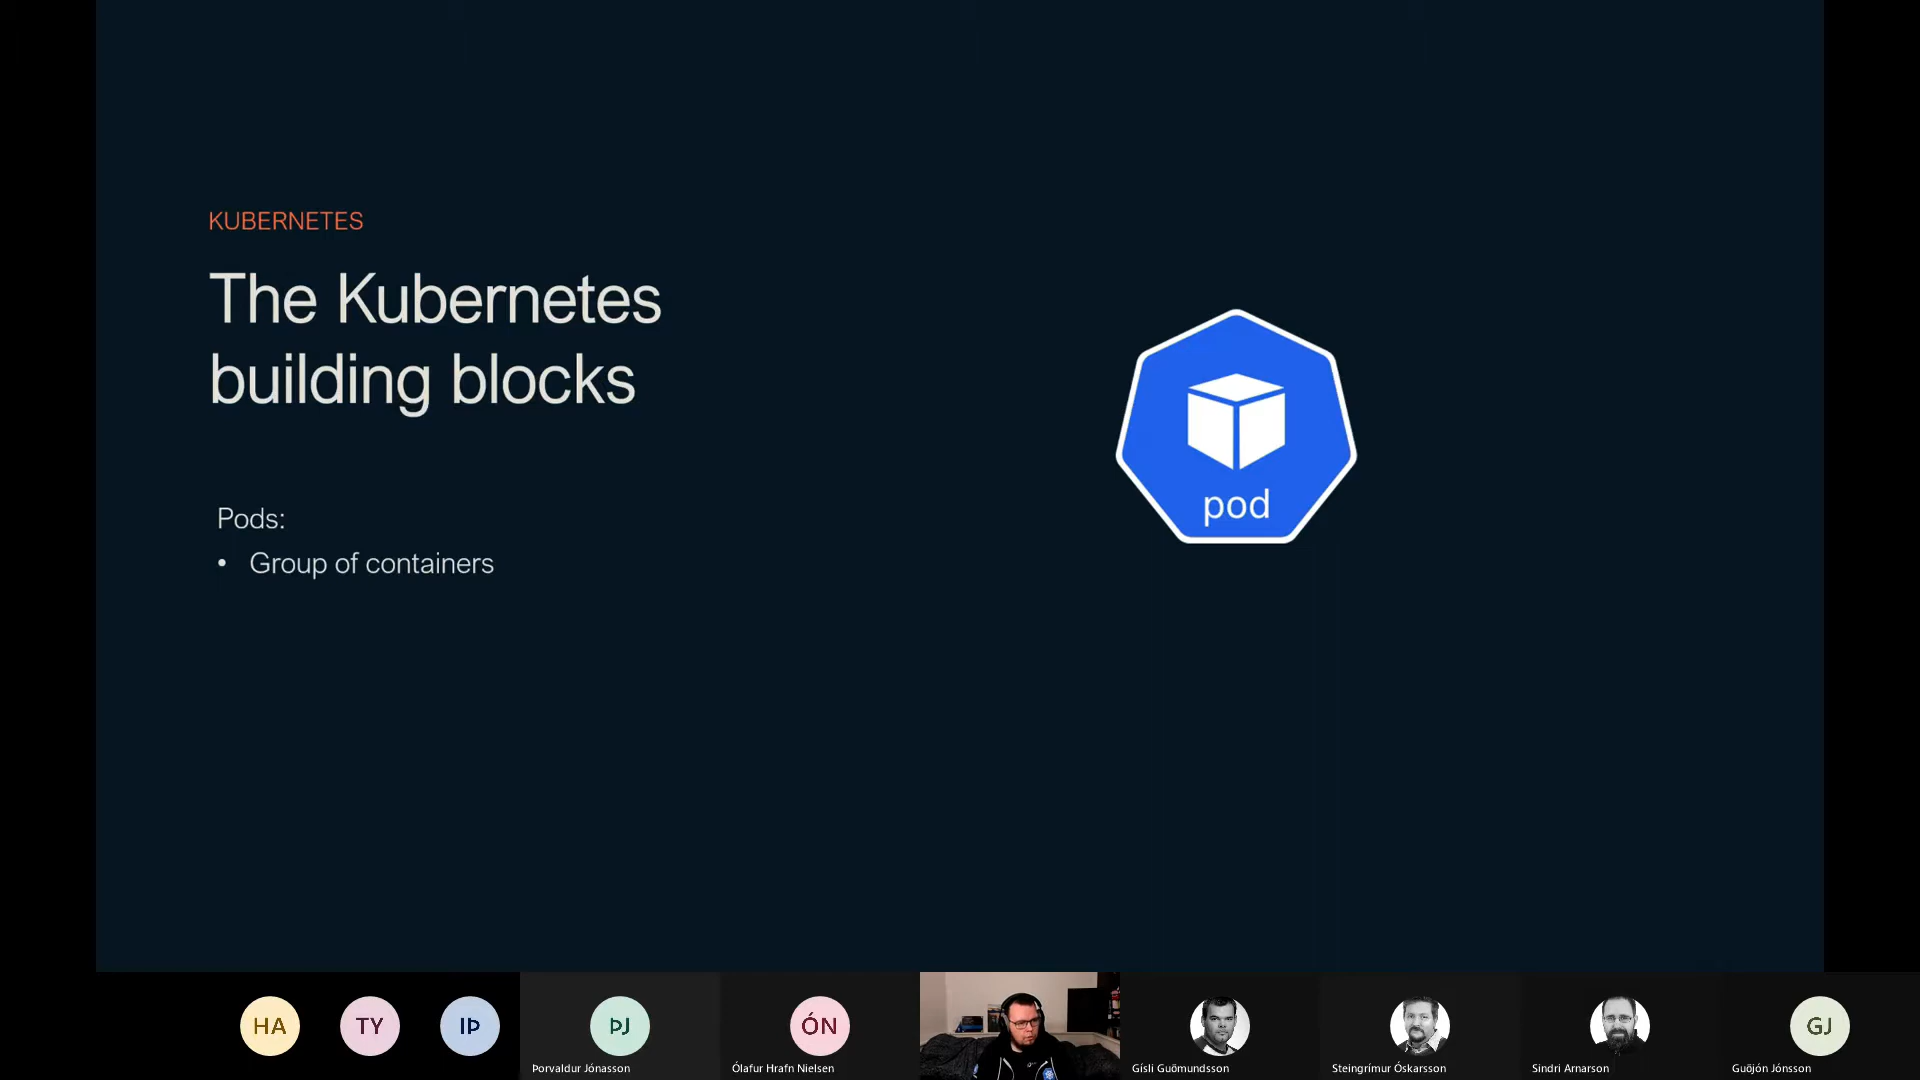 KUBERNETES
The Kubernetes
building blocks
Pods:
• Group of containers
pod
HA
TY
IÞ
ÞJ
ÓN
GJ
Þorvaldur Jónasson
Ólafur Hrafn Nielsen
Gísli Guðmundsson
Steingrímur Óskarsson
Sindri Arnarson
Guðjón Jónsson